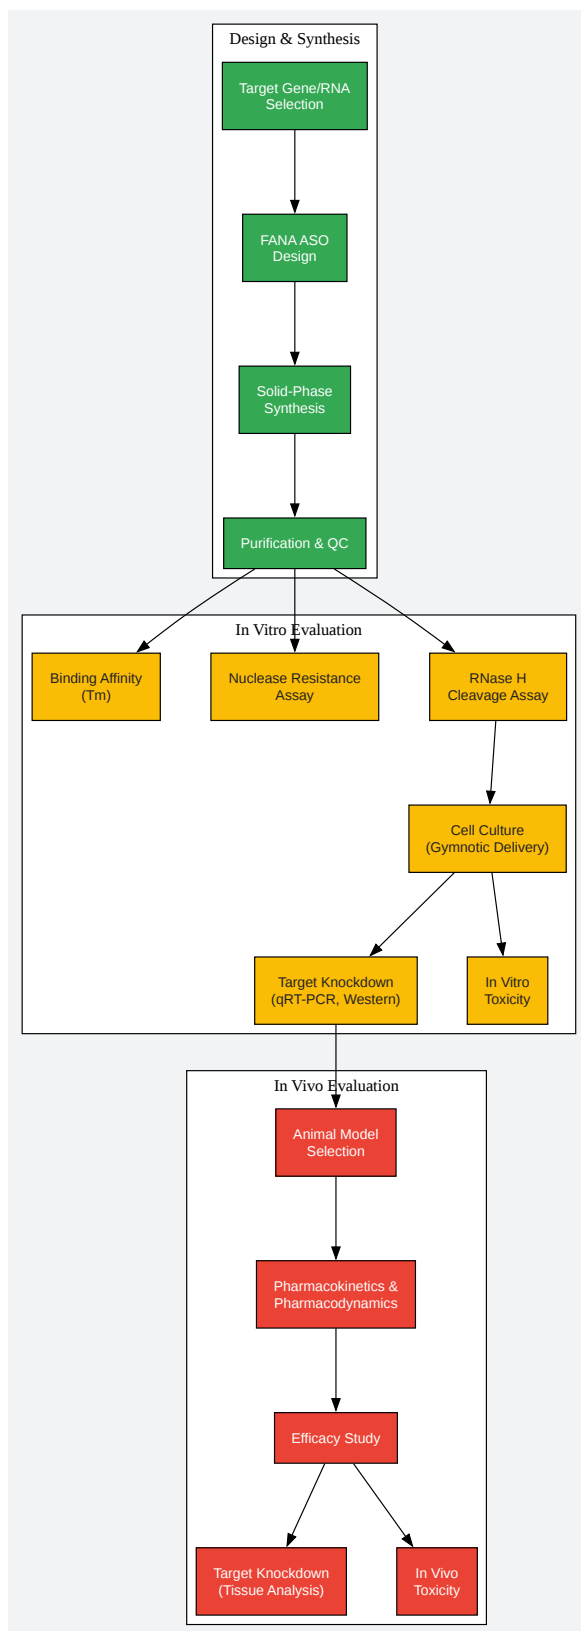 Design & Synthesis
Target Gene/RNA
Selection
FANA ASO
Design
Solid-Phase
Synthesis
Purification & QC
In Vitro Evaluation
Binding Affinity
(Tm)
Nuclease Resistance
Assay
RNase H
Cleavage Assay
Cell Culture
(Gymnotic Delivery)
Target Knockdown
(qRT-PCR, Western)
In Vitro
Toxicity
In Vivo Evaluation
Animal Model
Selection
Pharmacokinetics &
Pharmacodynamics
Efficacy Study
Target Knockdown
(Tissue Analysis)
In Vivo
Toxicity